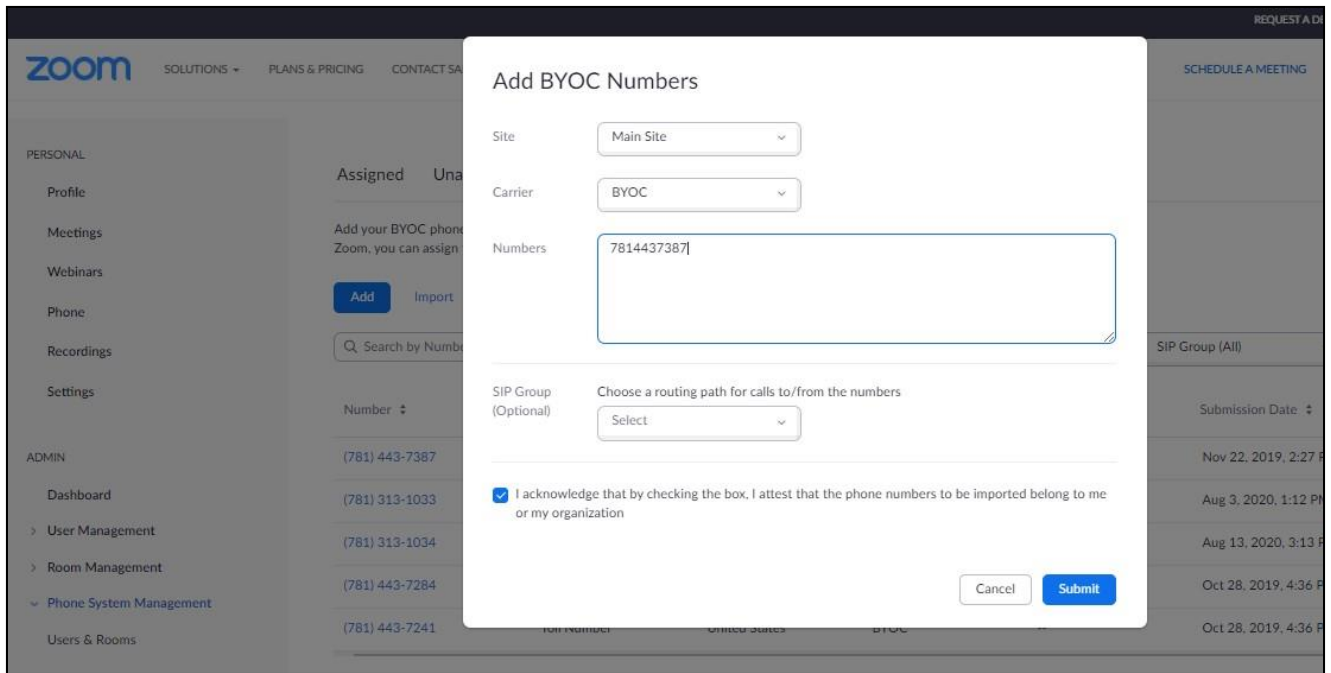 REQUEST A DE
zoom SOLUTIONS PLANS & PRICING CONTACT SA SCHEDULE A MEETING
PERSONAL
Profile
Meetings
Webinars
Phone
Recordings
Settings
ADMIN
Dashboard
User Management
Room Management
Phone System Management
Users & Rooms
Assigned Una
Add your BYOC phone
Zoom, you can assign
Add Import
Search by Numbe SIP Group (All)
Number Submission Date
(781) 443-7387 Nov 22, 2019, 2:27 P
(781) 313-1033 Aug 3, 2020, 1:12 PM
(781) 313-1034 Aug 13, 2020, 3:13 P
(781) 443-7284 Oct 28, 2019, 4:36 P
(781) 443-7241 Toll Number United States BYOC -- Oct 28, 2019, 4:36 P
Add BYOC Numbers
Site Main Site
Carrier BYOC
Numbers 7814437387
SIP Group
(Optional)
Choose a routing path for calls to/from the numbers
Select
I acknowledge that by checking the box, I attest that the phone numbers to be imported belong to me
or my organization
Cancel Submit